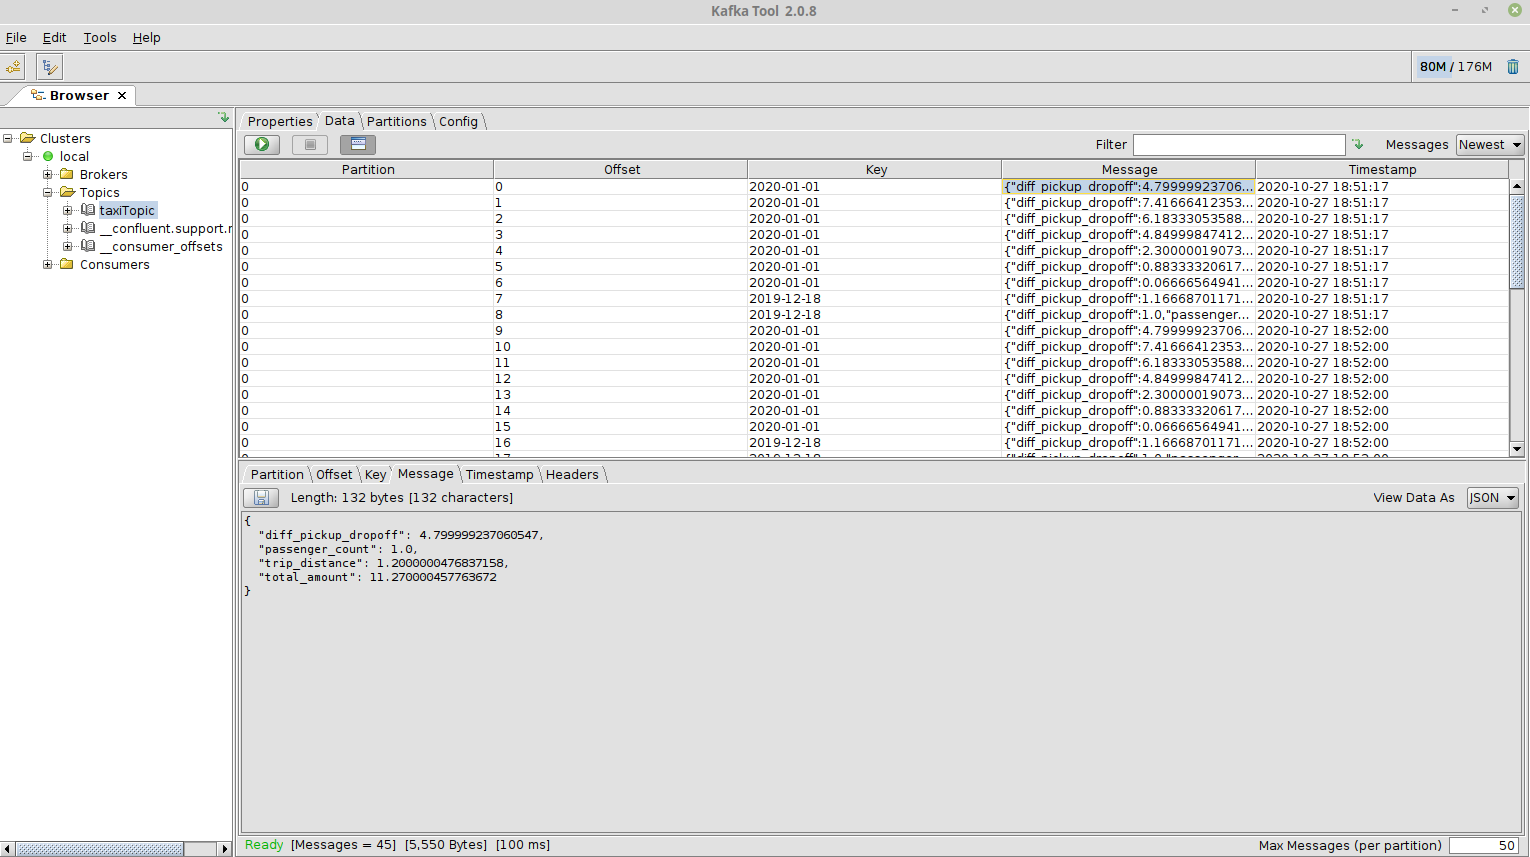 Kafka Tool 2.0.8
File Edit Tools Help
80M / 176M
Browser
Clusters
local
Brokers
Topics
taxiTopic
__confluent.support.
__consumer_offsets
Consumers
Properties Data Partitions Config
Filter Messages Newest
Partition Offset Key Message Timestamp
0 0 2020-01-01 {"diff_pickup_dropoff":4.79999923706... 2020-10-27 18:51:17
0 1 2020-01-01 {"diff_pickup_dropoff":7.41666412353... 2020-10-27 18:51:17
0 2 2020-01-01 {"diff_pickup_dropoff":6.18333053588... 2020-10-27 18:51:17
0 3 2020-01-01 {"diff_pickup_dropoff":4.84999847412... 2020-10-27 18:51:17
0 4 2020-01-01 {"diff_pickup_dropoff":2.30000019073... 2020-10-27 18:51:17
0 5 2020-01-01 {"diff_pickup_dropoff":0.88333320617... 2020-10-27 18:51:17
0 6 2020-01-01 {"diff_pickup_dropoff":0.06666564941... 2020-10-27 18:51:17
0 7 2019-12-18 {"diff_pickup_dropoff":1.16668701171... 2020-10-27 18:51:17
0 8 2019-12-18 {"diff_pickup_dropoff":1.0,"passenger... 2020-10-27 18:51:17
0 9 2020-01-01 {"diff_pickup_dropoff":4.79999923706... 2020-10-27 18:52:00
0 10 2020-01-01 {"diff_pickup_dropoff":7.41666412353... 2020-10-27 18:52:00
0 11 2020-01-01 {"diff_pickup_dropoff":6.18333053588... 2020-10-27 18:52:00
0 12 2020-01-01 {"diff_pickup_dropoff":4.84999847412... 2020-10-27 18:52:00
0 13 2020-01-01 {"diff_pickup_dropoff":2.30000019073... 2020-10-27 18:52:00
0 14 2020-01-01 {"diff_pickup_dropoff":0.88333320617... 2020-10-27 18:52:00
0 15 2020-01-01 {"diff_pickup_dropoff":0.06666564941... 2020-10-27 18:52:00
0 16 2019-12-18 {"diff_pickup_dropoff":1.16668701171... 2020-10-27 18:52:00
Partition Offset Key Message Timestamp Headers
Length: 132 bytes [132 characters] View Data As JSON
{
"diff_pickup_dropoff": 4.799999237060547,
"passenger_count": 1.0,
"trip_distance": 1.2000000476837158,
"total_amount": 11.270000457763672
}
Ready [Messages = 45] [5,550 Bytes] [100 ms] Max Messages (per partition) 50